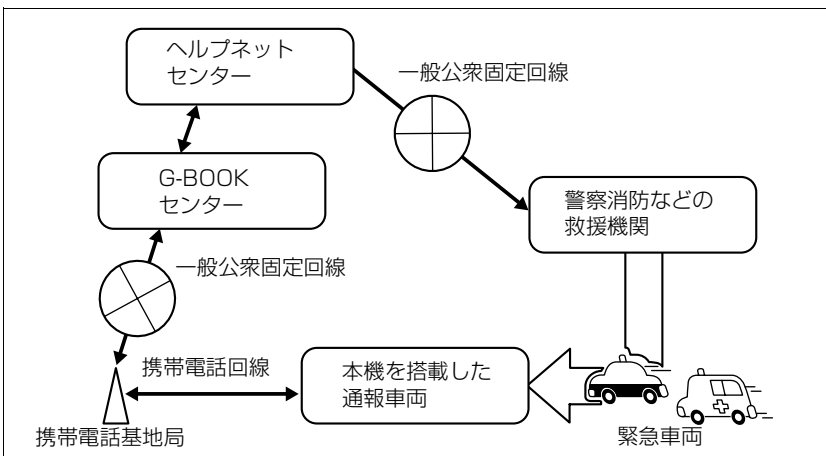 ヘルプネット
センター
一般公衆固定回線
G-BOOK
センター
警察消防などの
救援機関
一般公衆固定回線
携帯電話回線
本機を搭載した
通報車両
携帯電話基地局
緊急車両